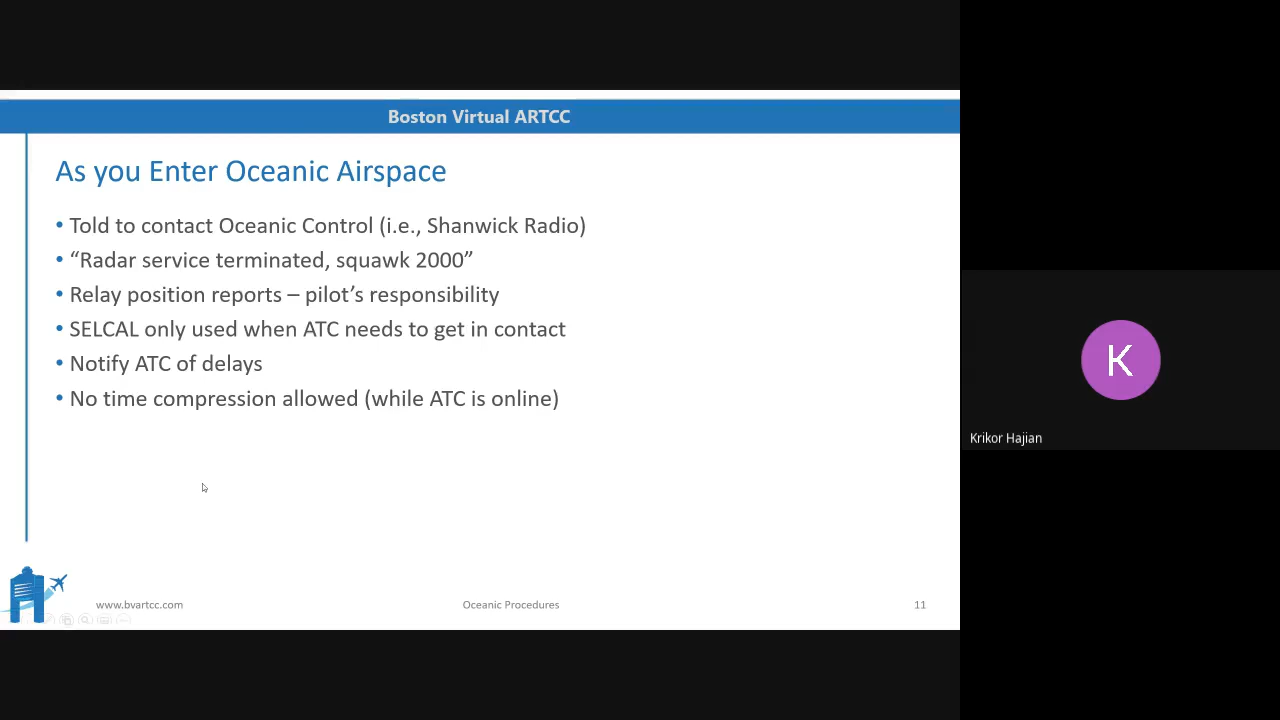 Boston Virtual ARTCC
As you Enter Oceanic Airspace
• Told to contact Oceanic Control (i.e., Shanwick Radio)
• “Radar service terminated, squawk 2000”
• Relay position reports – pilot’s responsibility
• SELCAL only used when ATC needs to get in contact
• Notify ATC of delays
• No time compression allowed (while ATC is online)
K
Krikor Hajian
www.bvartcc.com
Oceanic Procedures
11